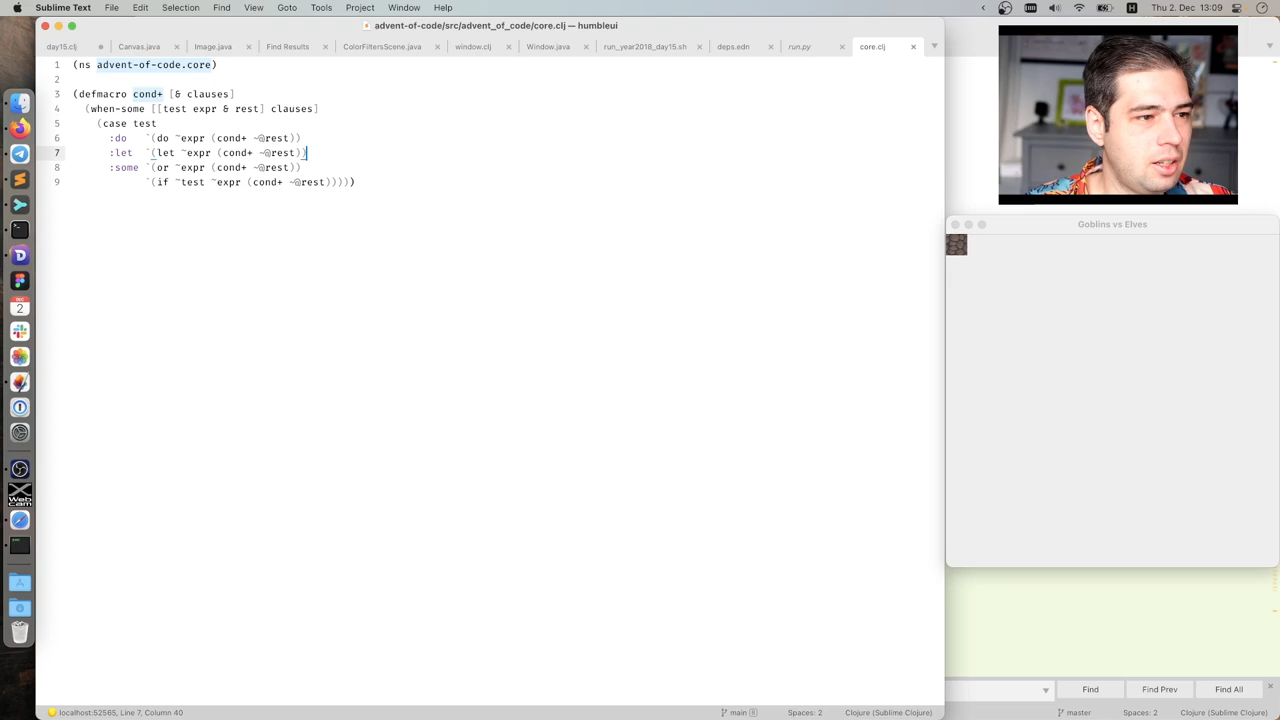 Sublime Text File Edit Selection Find View Goto Tools Project Window Help
H Thu 2. Dec 13:09
advent-of-code/src/advent_of_code/core.clj — humbleui
day15.clj Canvas.java Image.java Find Results ColorFiltersScene.java window.clj Window.java run_year2018_day15.sh deps.edn run.py core.clj
1 (ns advent-of-code.core)
2
3 (defmacro cond+ [& clauses]
4 (when-some [[test expr & rest] clauses]
5 (case test
6 :do `(do ~expr (cond+ ~@rest))
7 :let `(let ~expr (cond+ ~@rest))
8 :some `(or ~expr (cond+ ~@rest))
9 `(if ~test ~expr (cond+ ~@rest)))))
Goblins vs Elves
DEC
2
Web
cam
Find Find Prev Find All
localhost:52565, Line 7, Column 40 main 8 Spaces: 2 Clojure (Sublime Clojure)
master Spaces: 2 Clojure (Sublime Clojure)